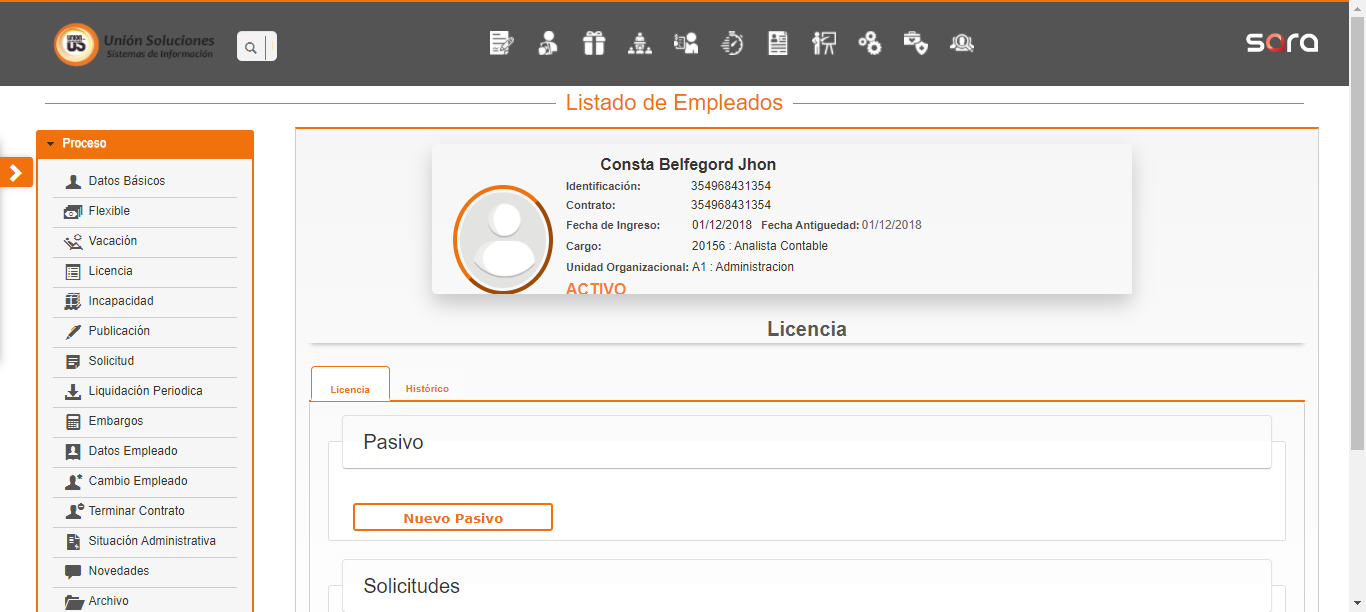 UNION
US
Unión Soluciones
Sistemas de Información
sara
Listado de Empleados
Proceso
Datos Básicos
Flexible
Vacación
Licencia
Incapacidad
Publicación
Solicitud
Liquidación Periodica
Embargos
Datos Empleado
Cambio Empleado
Terminar Contrato
Situación Administrativa
Novedades
Archivo
Consta Belfegord Jhon
Identificación: 354968431354
Contrato: 354968431354
Fecha de Ingreso: 01/12/2018 Fecha Antiguedad: 01/12/2018
Cargo: 20156 : Analista Contable
Unidad Organizacional: A1 : Administracion
ACTIVO
Licencia
Licencia Histórico
Pasivo
Nuevo Pasivo
Solicitudes